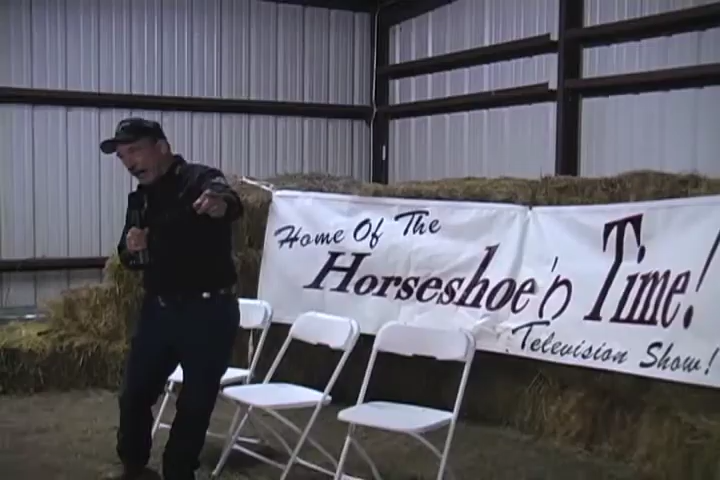 Home Of The
Horseshoe'n Time!
Television Show!